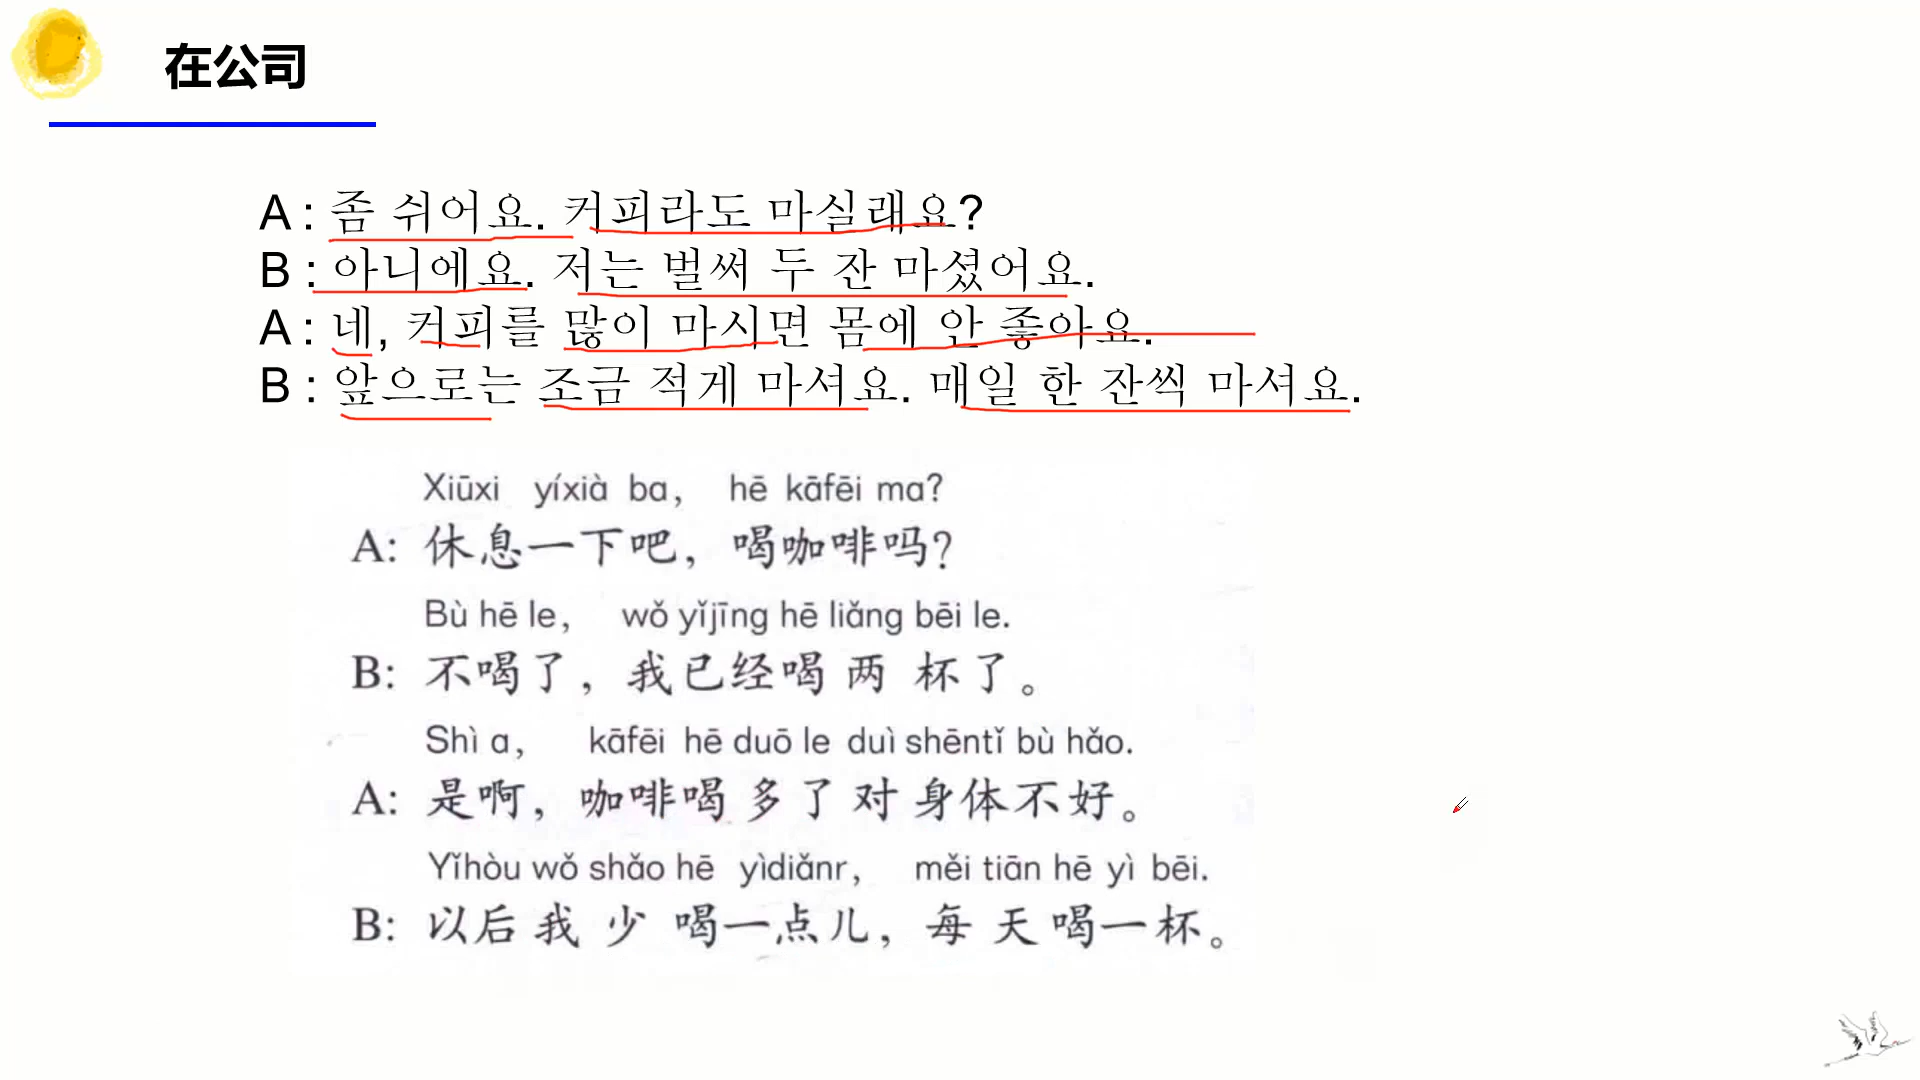 在公司
A : 좀 쉬어요. 커피라도 마실래요?
B : 아니에요. 저는 벌써 두 잔 마셨어요.
A : 네, 커피를 많이 마시면 몸에 안 좋아요.
B : 앞으로는 조금 적게 마셔요. 매일 한 잔씩 마셔요.
Xiūxi yíxià ba, hē kāfēi ma?
A: 休息一下吧，喝咖啡吗？
Bù hē le, wǒ yǐjīng hē liǎng bēi le.
B: 不喝了，我已经喝两杯了。
Shì a, kāfēi hē duō le duì shēntǐ bù hǎo.
A: 是啊，咖啡喝多了对身体不好。
Yǐhòu wǒ shǎo hē yìdiǎnr, měi tiān hē yì bēi.
B: 以后我少喝一点儿，每天喝一杯。